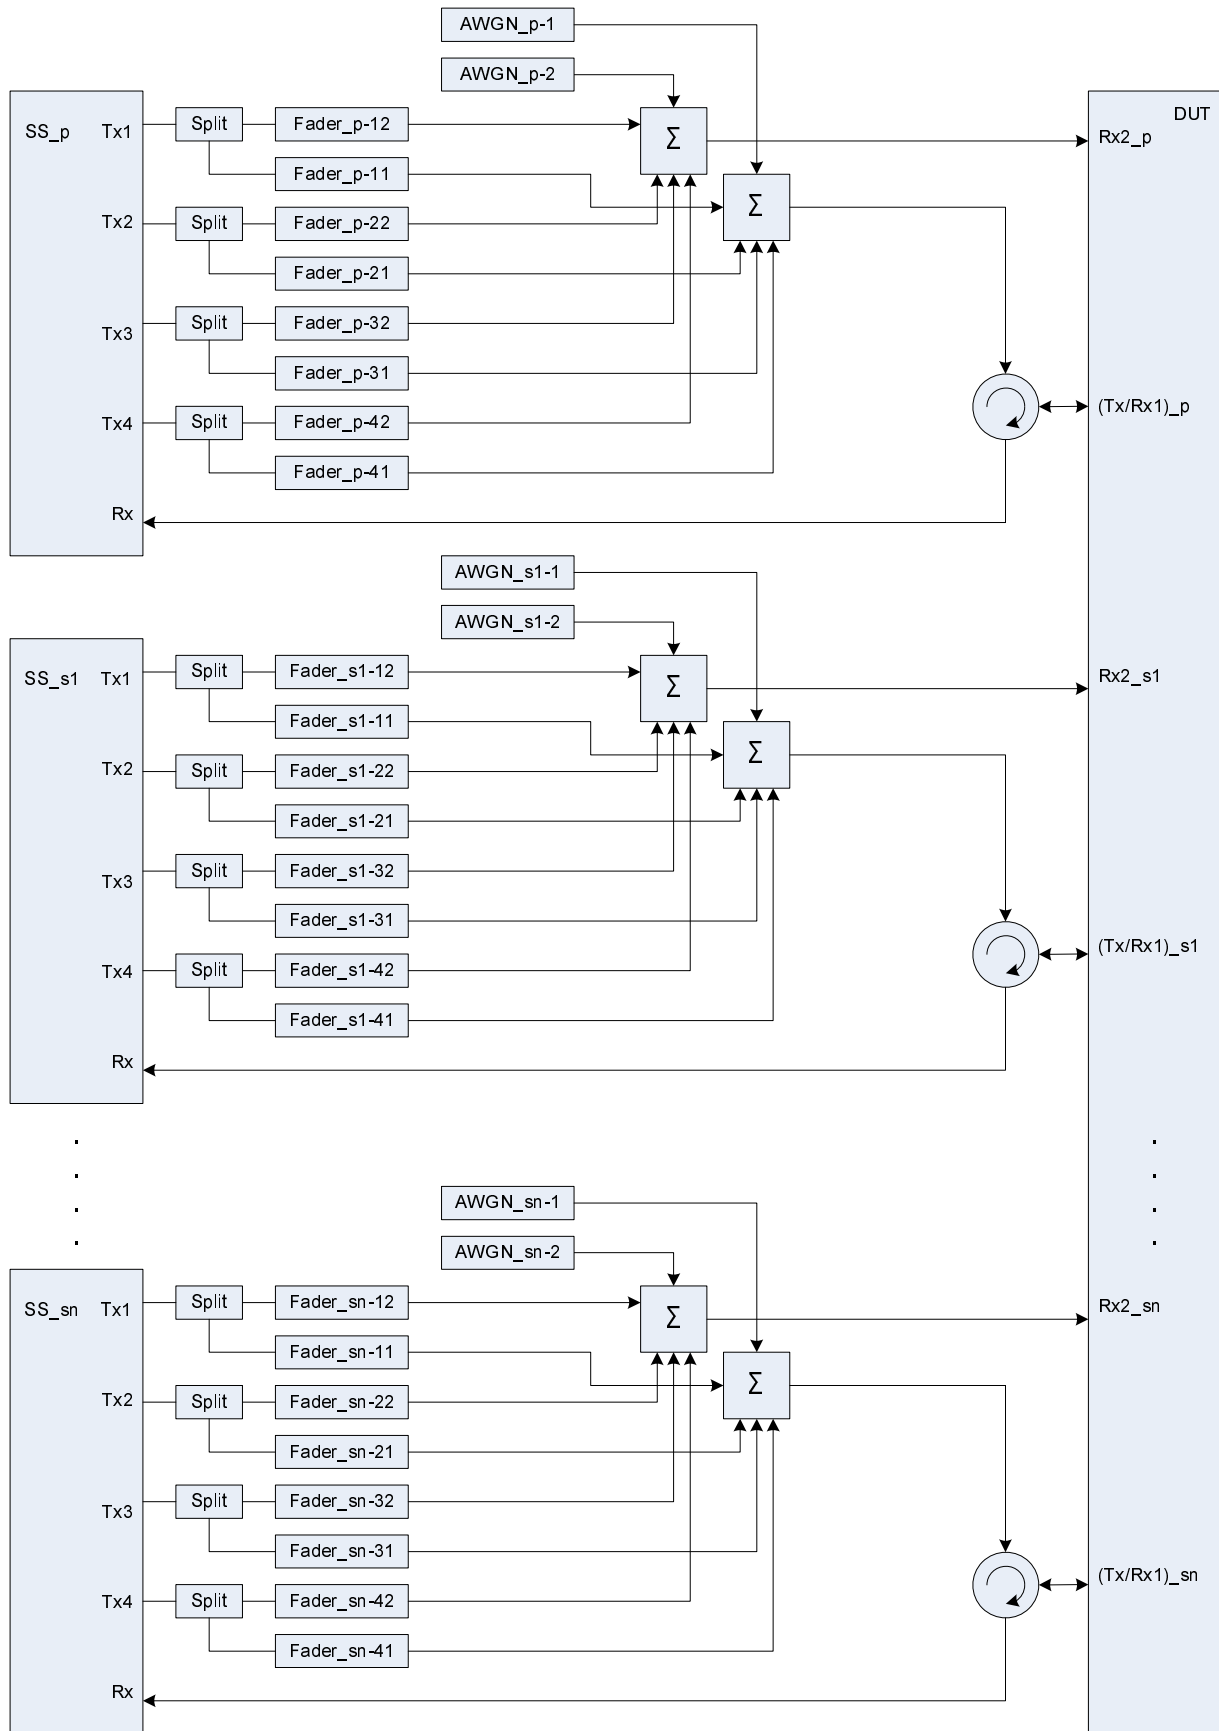 AWGN_p-1
AWGN_p-2
DUT
SS_p
Tx1
Split
Fader_p-12
Σ
Rx2_p
Fader_p-11
Σ
Tx2
Split
Fader_p-22
Fader_p-21
Tx3
Split
Fader_p-32
Fader_p-31
(Tx/Rx1)_p
Tx4
Split
Fader_p-42
Fader_p-41
Rx
AWGN_s1-1
AWGN_s1-2
SS_s1
Tx1
Split
Fader_s1-12
Σ
Rx2_s1
Fader_s1-11
Σ
Tx2
Split
Fader_s1-22
Fader_s1-21
Tx3
Split
Fader_s1-32
Fader_s1-31
(Tx/Rx1)_s1
Tx4
Split
Fader_s1-42
Fader_s1-41
Rx
AWGN_sn-1
AWGN_sn-2
SS_sn
Tx1
Split
Fader_sn-12
Σ
Rx2_sn
Fader_sn-11
Σ
Tx2
Split
Fader_sn-22
Fader_sn-21
Tx3
Split
Fader_sn-32
Fader_sn-31
(Tx/Rx1)_sn
Tx4
Split
Fader_sn-42
Fader_sn-41
Rx